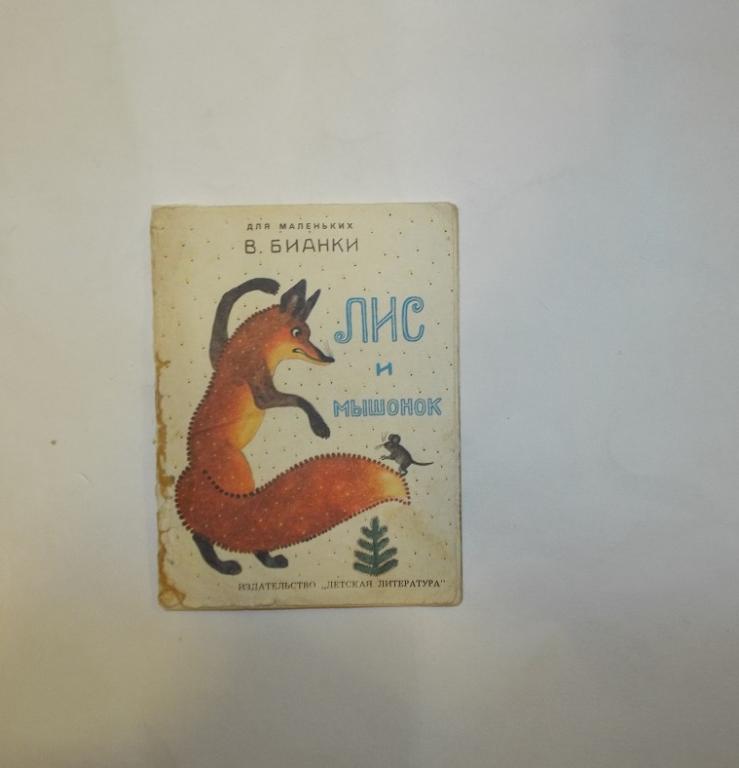 ДЛЯ МАЛЕНЬКИХ
В. БИАНКИ
ЛИС
И
МЫШОНОК
ИЗДАТЕЛЬСТВО „ДЕТСКАЯ ЛИТЕРАТУРА"